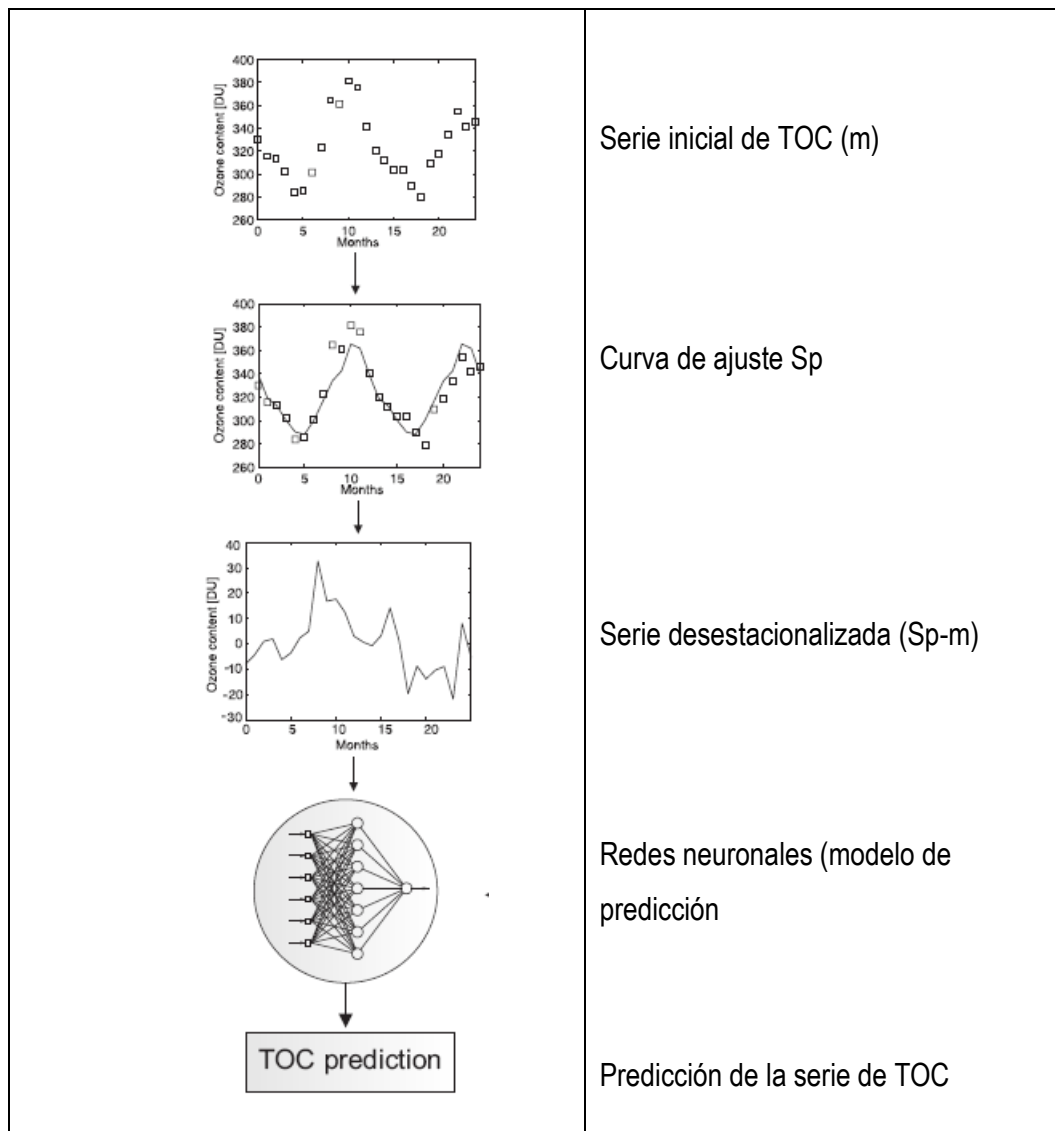 400
380
360
340
320
300
280
260
Ozone content [DU]
0 5 10 15 20
Months
Serie inicial de TOC (m)
400
380
360
340
320
300
280
260
Ozone content [DU]
0 5 10 15 20
Months
Curva de ajuste Sp
40
30
20
10
0
-10
-20
-30
Ozone content [DU]
0 5 10 15 20
Months
Serie desestacionalizada (Sp-m)
Redes neuronales (modelo de
predicción
TOC prediction
Predicción de la serie de TOC